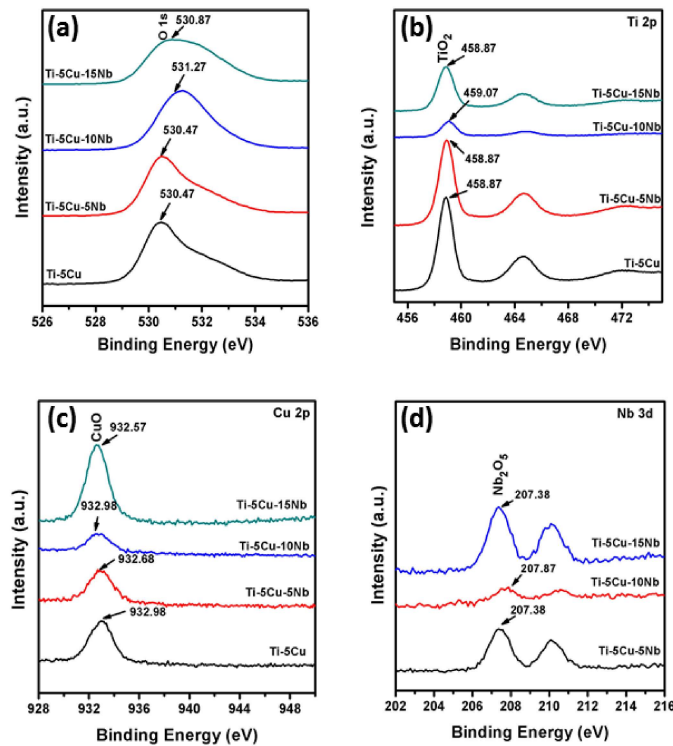 (a)
O 1s
530.87
Ti-5Cu-15Nb
531.27
Ti-5Cu-10Nb
530.47
Ti-5Cu-5Nb
530.47
Ti-5Cu
Intensity (a.u.)
526 528 530 532 534 536
Binding Energy (eV)
(b)
Ti 2p
TiO2
458.87
Ti-5Cu-15Nb
459.07
Ti-5Cu-10Nb
458.87
Ti-5Cu-5Nb
458.87
Ti-5Cu
Intensity (a.u.)
456 460 464 468 472
Binding Energy (eV)
(c)
Cu 2p
CuO
932.57
Ti-5Cu-15Nb
932.98
Ti-5Cu-10Nb
932.68
Ti-5Cu-5Nb
932.98
Ti-5Cu
Intensity (a.u.)
928 932 936 940 944 948
Binding Energy (eV)
(d)
Nb 3d
Nb2O5
207.38
Ti-5Cu-15Nb
207.87
Ti-5Cu-10Nb
207.38
Ti-5Cu-5Nb
Intensity (a.u.)
202 204 206 208 210 212 214 216
Binding Energy (eV)